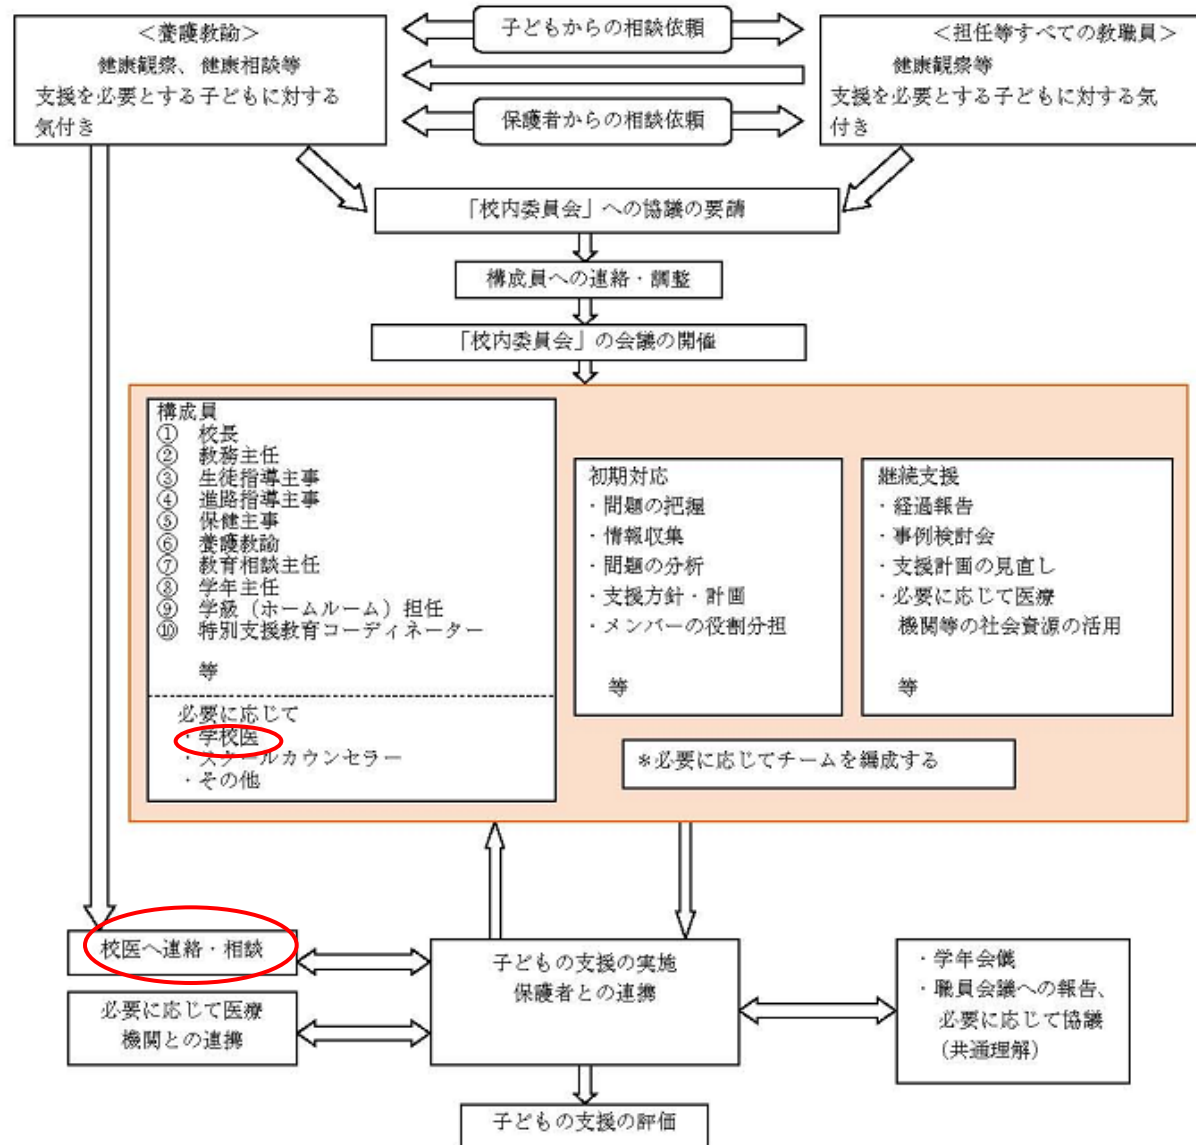 ＜養護教諭＞
健康観察、健康相談等
支援を必要とする子どもに対する
気付き
子どもからの相談依頼
保護者からの相談依頼
＜担任等すべての教職員＞
健康観察等
支援を必要とする子どもに対する気
付き
「校内委員会」への協議の要請
構成員への連絡・調整
「校内委員会」の会議の開催
構成員
① 校長
② 教務主任
③ 生徒指導主事
④ 進路指導主事
⑤ 保健主事
⑥ 養護教諭
⑦ 教育相談主任
⑧ 学年主任
⑨ 学級（ホームルーム）担任
⑩ 特別支援教育コーディネーター
等
必要に応じて
・学校医
・スクールカウンセラー
・その他
初期対応
・問題の把握
・情報収集
・問題の分析
・支援方針・計画
・メンバーの役割分担
等
継続支援
・経過報告
・事例検討会
・支援計画の見直し
・必要に応じて医療
機関等の社会資源の活用
等
＊必要に応じてチームを編成する
校医へ連絡・相談
必要に応じて医療
機関との連携
子どもの支援の実施
保護者との連携
・学年会儀
・職員会議への報告、
必要に応じて協議
（共通理解）
子どもの支援の評価